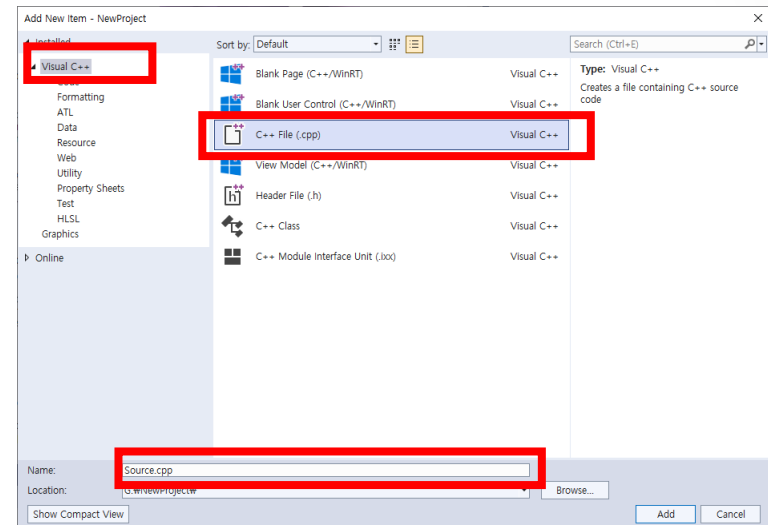 Add New Item - NewProject
Installed
Sort by: Default
Search (Ctrl+E)
Visual C++
Code
Formatting
ATL
Data
Resource
Web
Utility
Property Sheets
Test
HLSL
Graphics
Online
Blank Page (C++/WinRT) Visual C++
Blank User Control (C++/WinRT) Visual C++
C++ File (.cpp) Visual C++
View Model (C++/WinRT) Visual C++
Header File (.h) Visual C++
C++ Class Visual C++
C++ Module Interface Unit (.ixx) Visual C++
Type: Visual C++
Creates a file containing C++ source
code
Name: Source.cpp
Location: G:₩NewProject₩ Browse...
Show Compact View Add Cancel